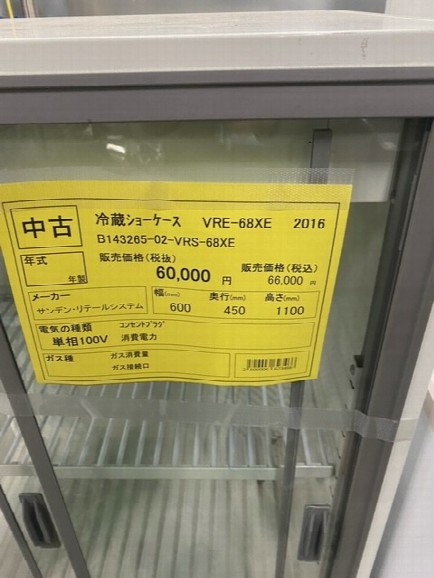 中古 冷蔵ショーケース VRE-68XE 2016
B143265-02-VRS-68XE
年式 年製 販売価格(税抜) 60,000 円 販売価格(税込) 66,000 円
メーカー サンデン・リテールシステム
幅(mm) 600 奥行(mm) 450 高さ(mm) 1100
電気の種類 単相100V コンセントプラグ
消費電力
ガス種 ガス消費量
ガス接続口